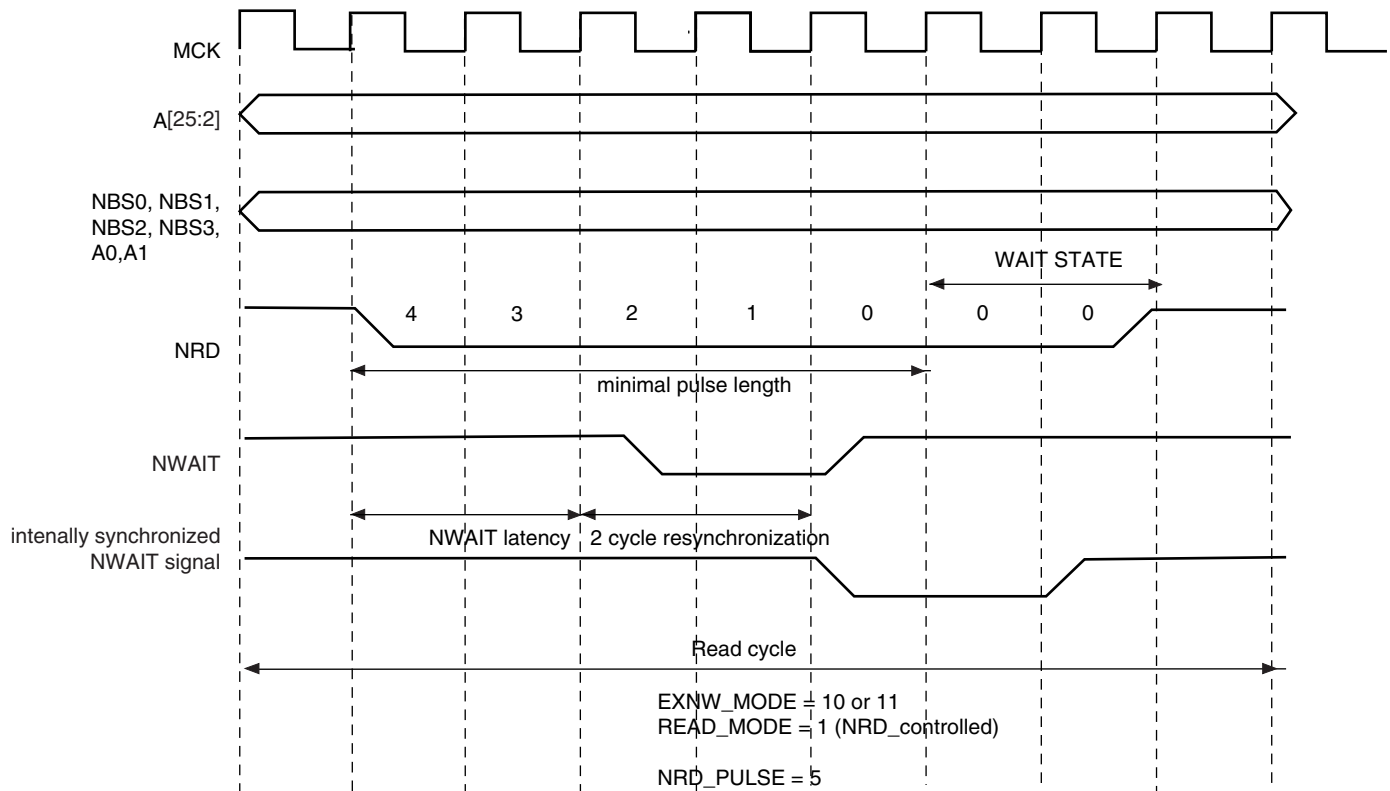 MCK
A[25:2]
NBS0, NBS1,
NBS2, NBS3,
A0,A1
WAIT STATE
4 3 2 1 0 0 0
NRD
minimal pulse length
NWAIT
intenally synchronized
NWAIT signal
NWAIT latency 2 cycle resynchronization
Read cycle
EXNW_MODE = 10 or 11
READ_MODE = 1 (NRD_controlled)
NRD_PULSE = 5